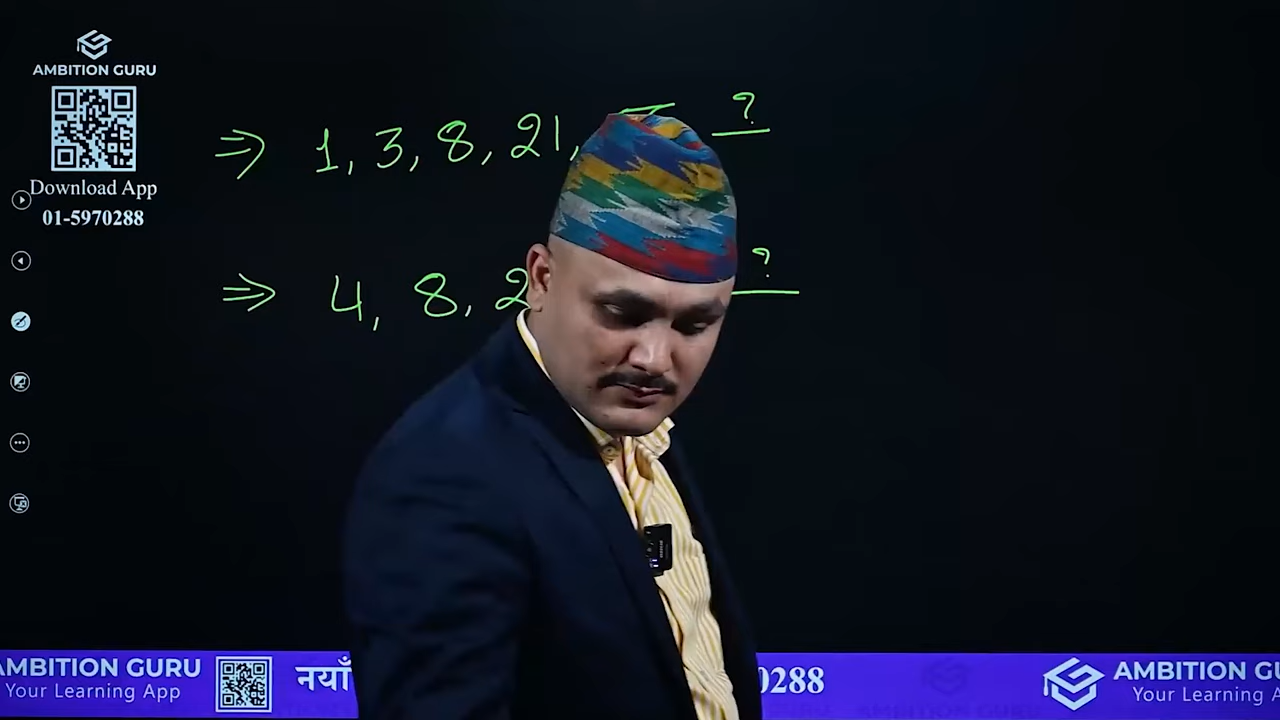 AMBITION GURU
Download App
01-5970288
⇒ 1, 3, 8, 21, ?
⇒ 4, 8, 2 ?
AMBITION GURU
Your Learning App
नयाँ
0288
AMBITION GU
Your Learning A